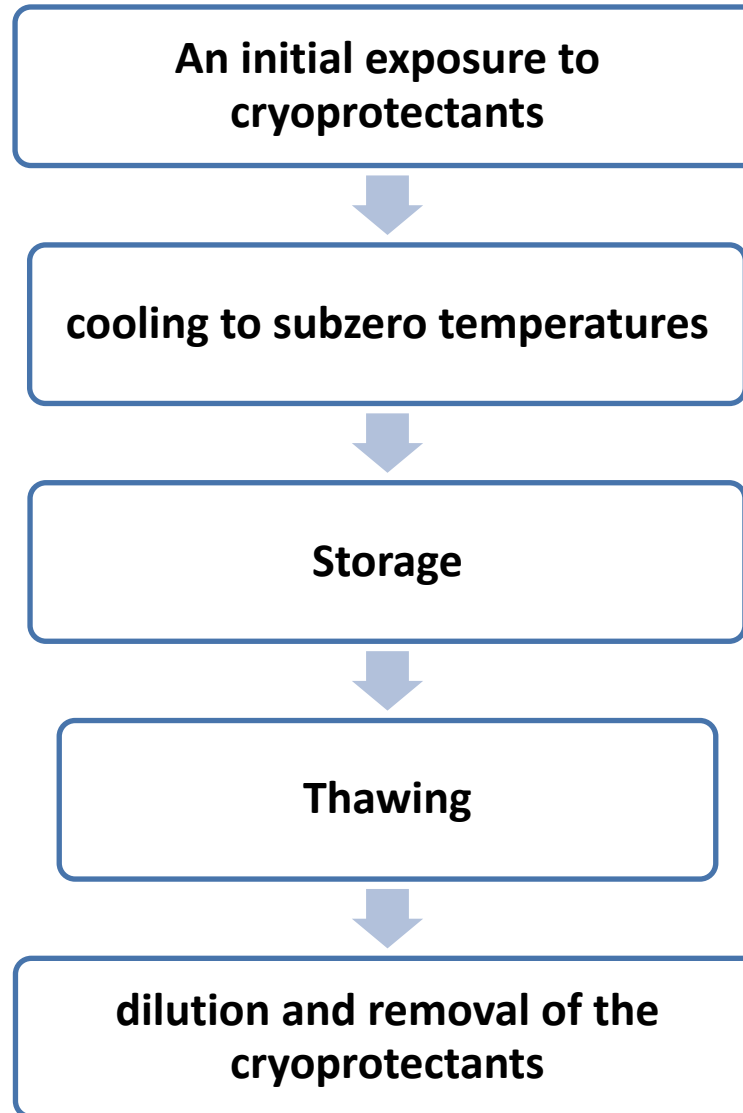 An initial exposure to
cryoprotectants
cooling to subzero temperatures
Storage
Thawing
dilution and removal of the
cryoprotectants